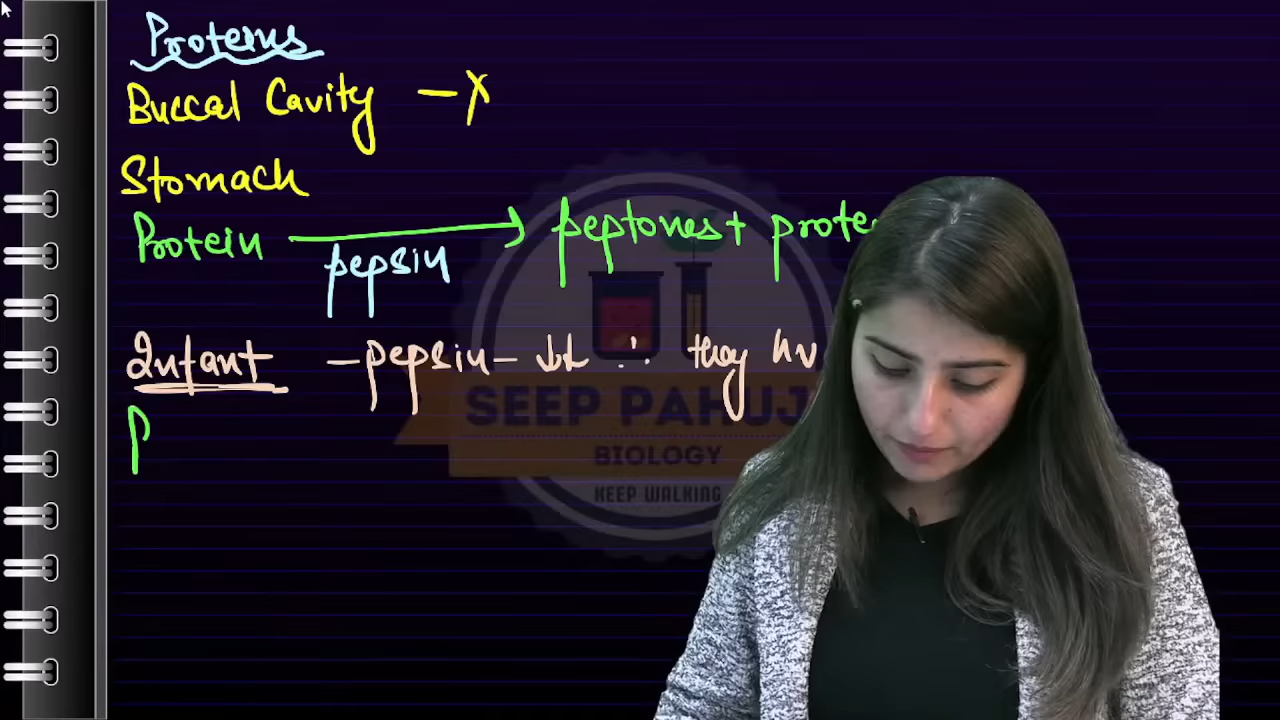 Proteins
Buccal Cavity – X
Stomach
Protein → peptones + prote
pepsin
Infant – pepsin – ↓↓ ∴ they hv
SEEP PAHUJ
BIOLOGY
KEEP WALKING
P